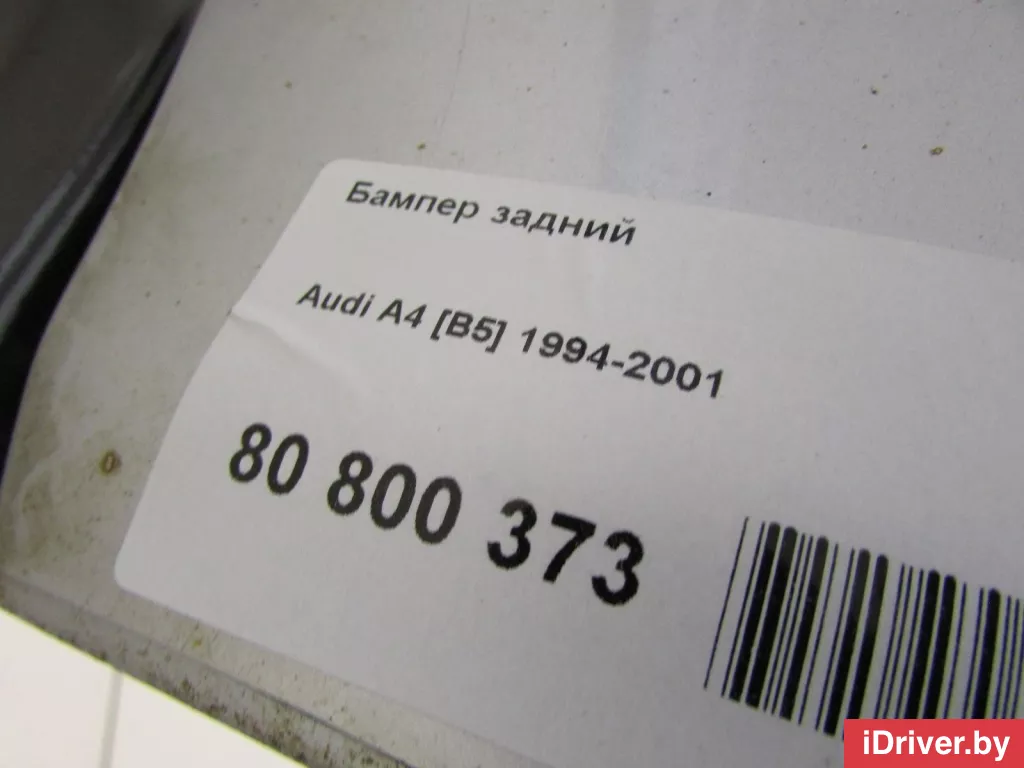 Бампер задний
Audi A4 [B5] 1994-2001
80 800 373
iDriver.by